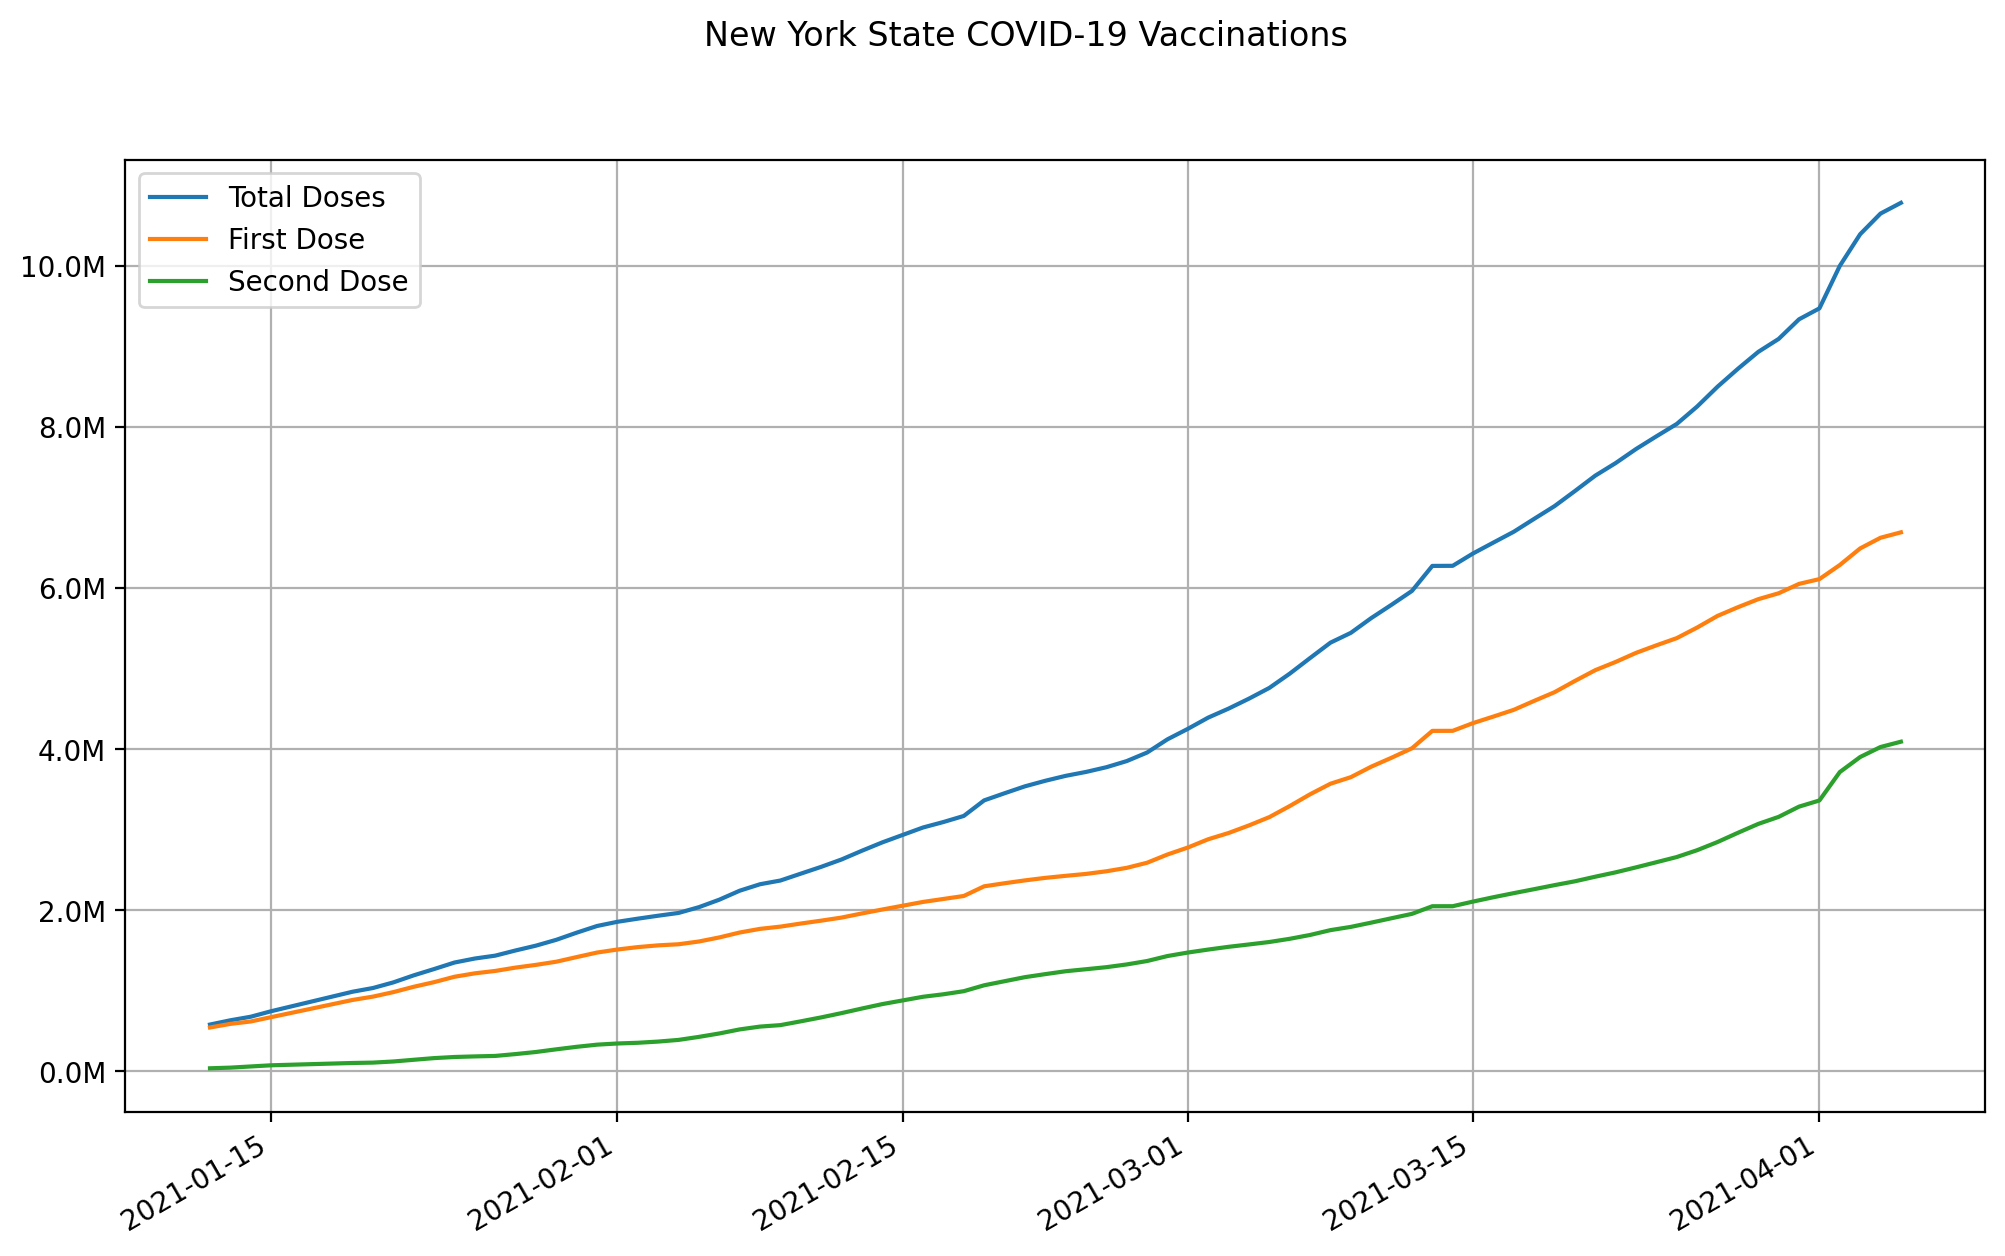 New York State COVID-19 Vaccinations
Total Doses
First Dose
Second Dose
10.0M
8.0M
6.0M
4.0M
2.0M
0.0M
2021-01-15
2021-02-01
2021-02-15
2021-03-01
2021-03-15
2021-04-01